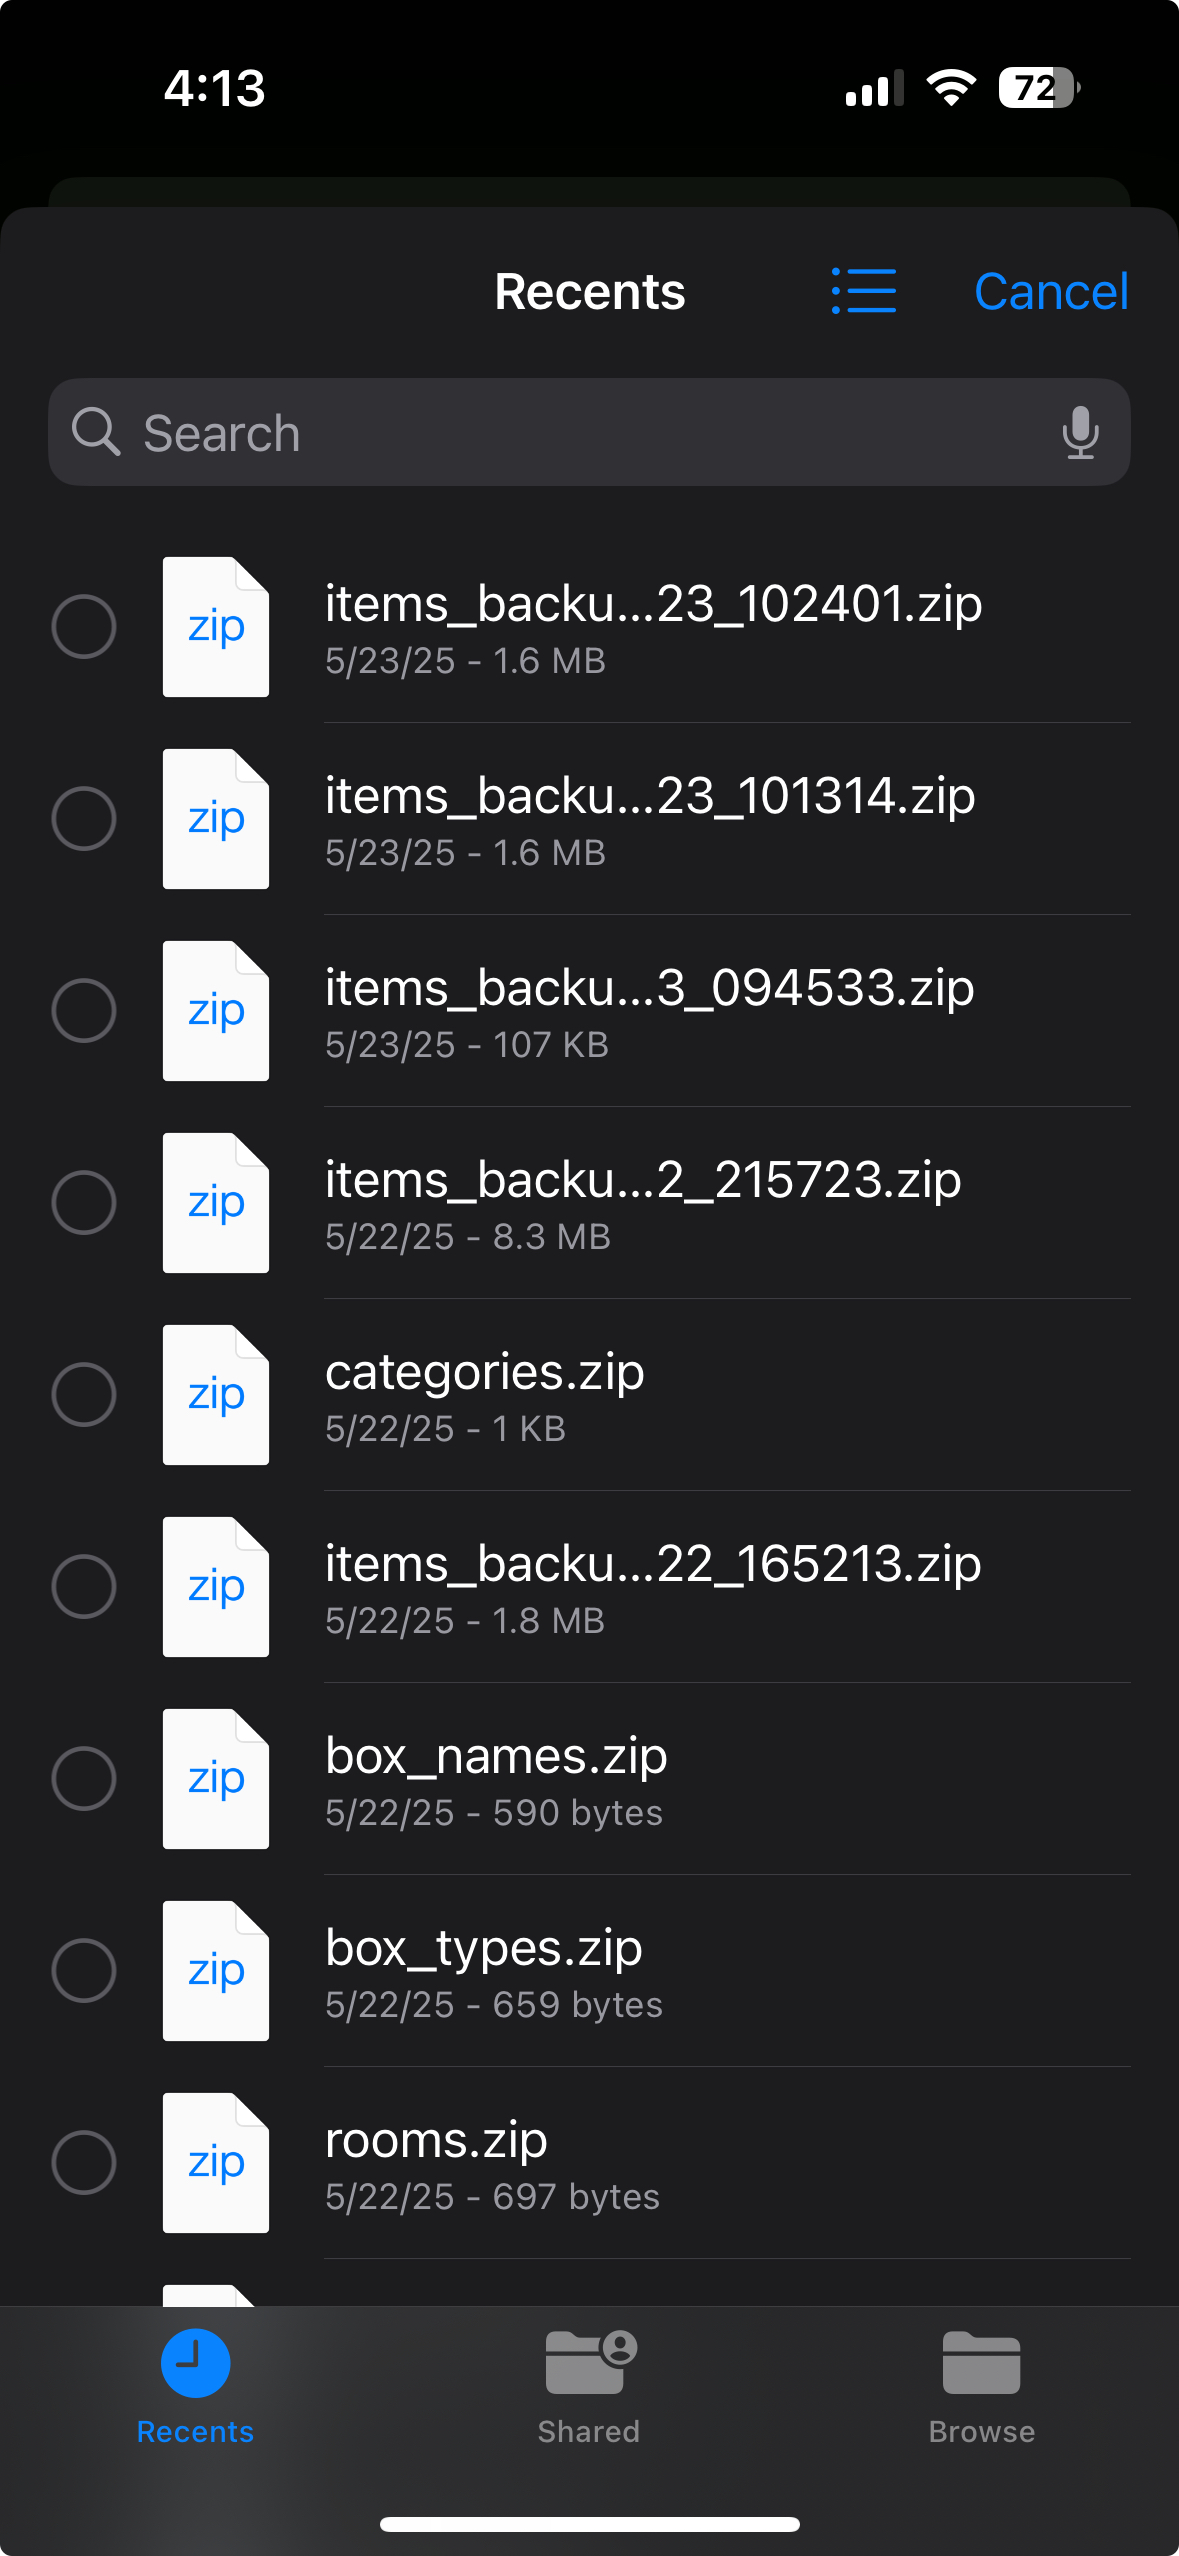 4:13
72
Recents
Cancel
Search
zip
items_backu...23_102401.zip
5/23/25 - 1.6 MB
zip
items_backu...23_101314.zip
5/23/25 - 1.6 MB
zip
items_backu...3_094533.zip
5/23/25 - 107 KB
zip
items_backu...2_215723.zip
5/22/25 - 8.3 MB
zip
categories.zip
5/22/25 - 1 KB
zip
items_backu...22_165213.zip
5/22/25 - 1.8 MB
zip
box_names.zip
5/22/25 - 590 bytes
zip
box_types.zip
5/22/25 - 659 bytes
zip
rooms.zip
5/22/25 - 697 bytes
Recents
Shared
Browse